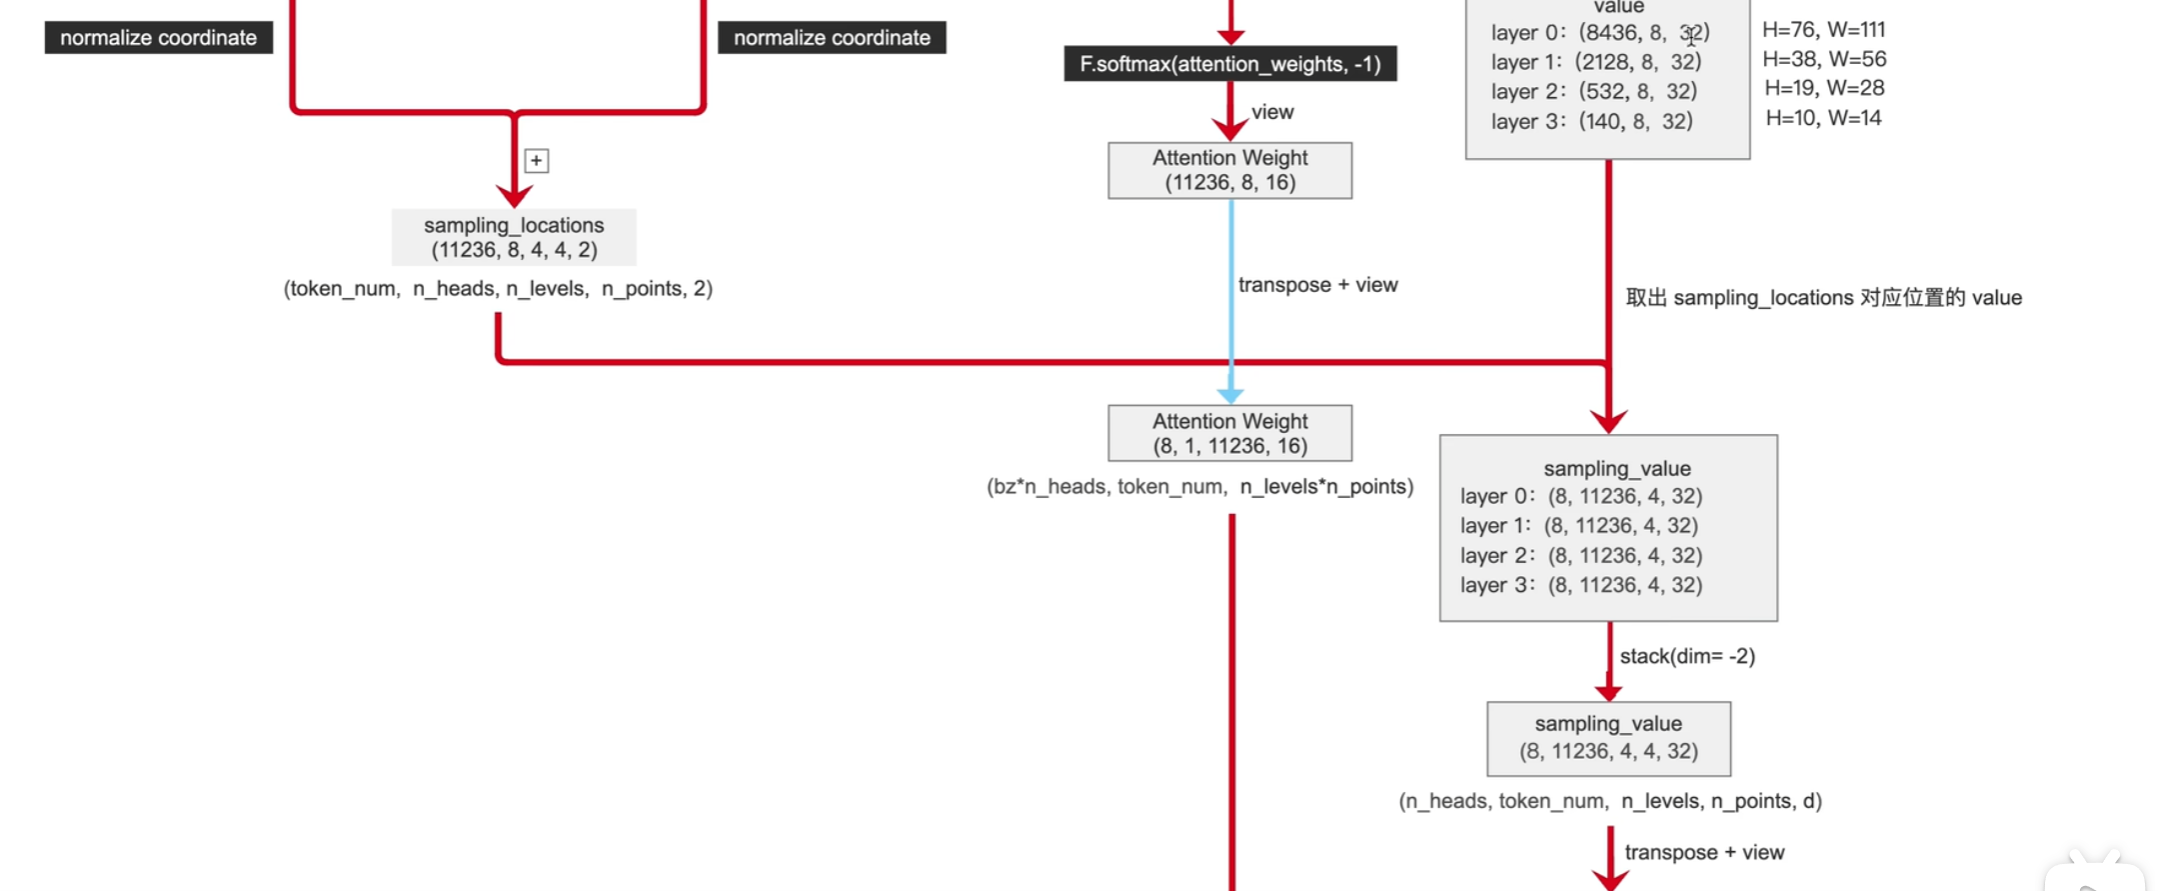 normalize coordinate
normalize coordinate
+
sampling_locations
(11236, 8, 4, 4, 2)
(token_num, n_heads, n_levels, n_points, 2)
F.softmax(attention_weights, -1)
view
Attention Weight
(11236, 8, 16)
transpose + view
Attention Weight
(8, 1, 11236, 16)
(bz*n_heads, token_num, n_levels*n_points)
value
layer 0：(8436, 8, 32)
layer 1：(2128, 8, 32)
layer 2：(532, 8, 32)
layer 3：(140, 8, 32)
H=76, W=111
H=38, W=56
H=19, W=28
H=10, W=14
取出 sampling_locations 对应位置的 value
sampling_value
layer 0：(8, 11236, 4, 32)
layer 1：(8, 11236, 4, 32)
layer 2：(8, 11236, 4, 32)
layer 3：(8, 11236, 4, 32)
stack(dim= -2)
sampling_value
(8, 11236, 4, 4, 32)
(n_heads, token_num, n_levels, n_points, d)
transpose + view